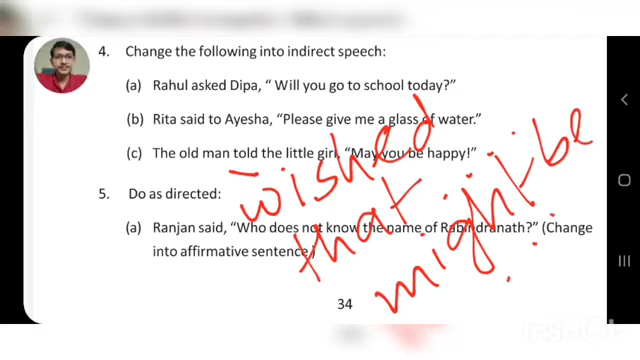 4. Change the following into indirect speech:
(a) Rahul asked Dipa, " Will you go to school today?"
(b) Rita said to Ayesha, "Please give me a glass of water."
(c) The old man told the little girl, "May you be happy!"
5. Do as directed:
(a) Ranjan said, "Who does not know the name of Rabindranath?" (Change
into affirmative sentence.)
34
wished
that
might be